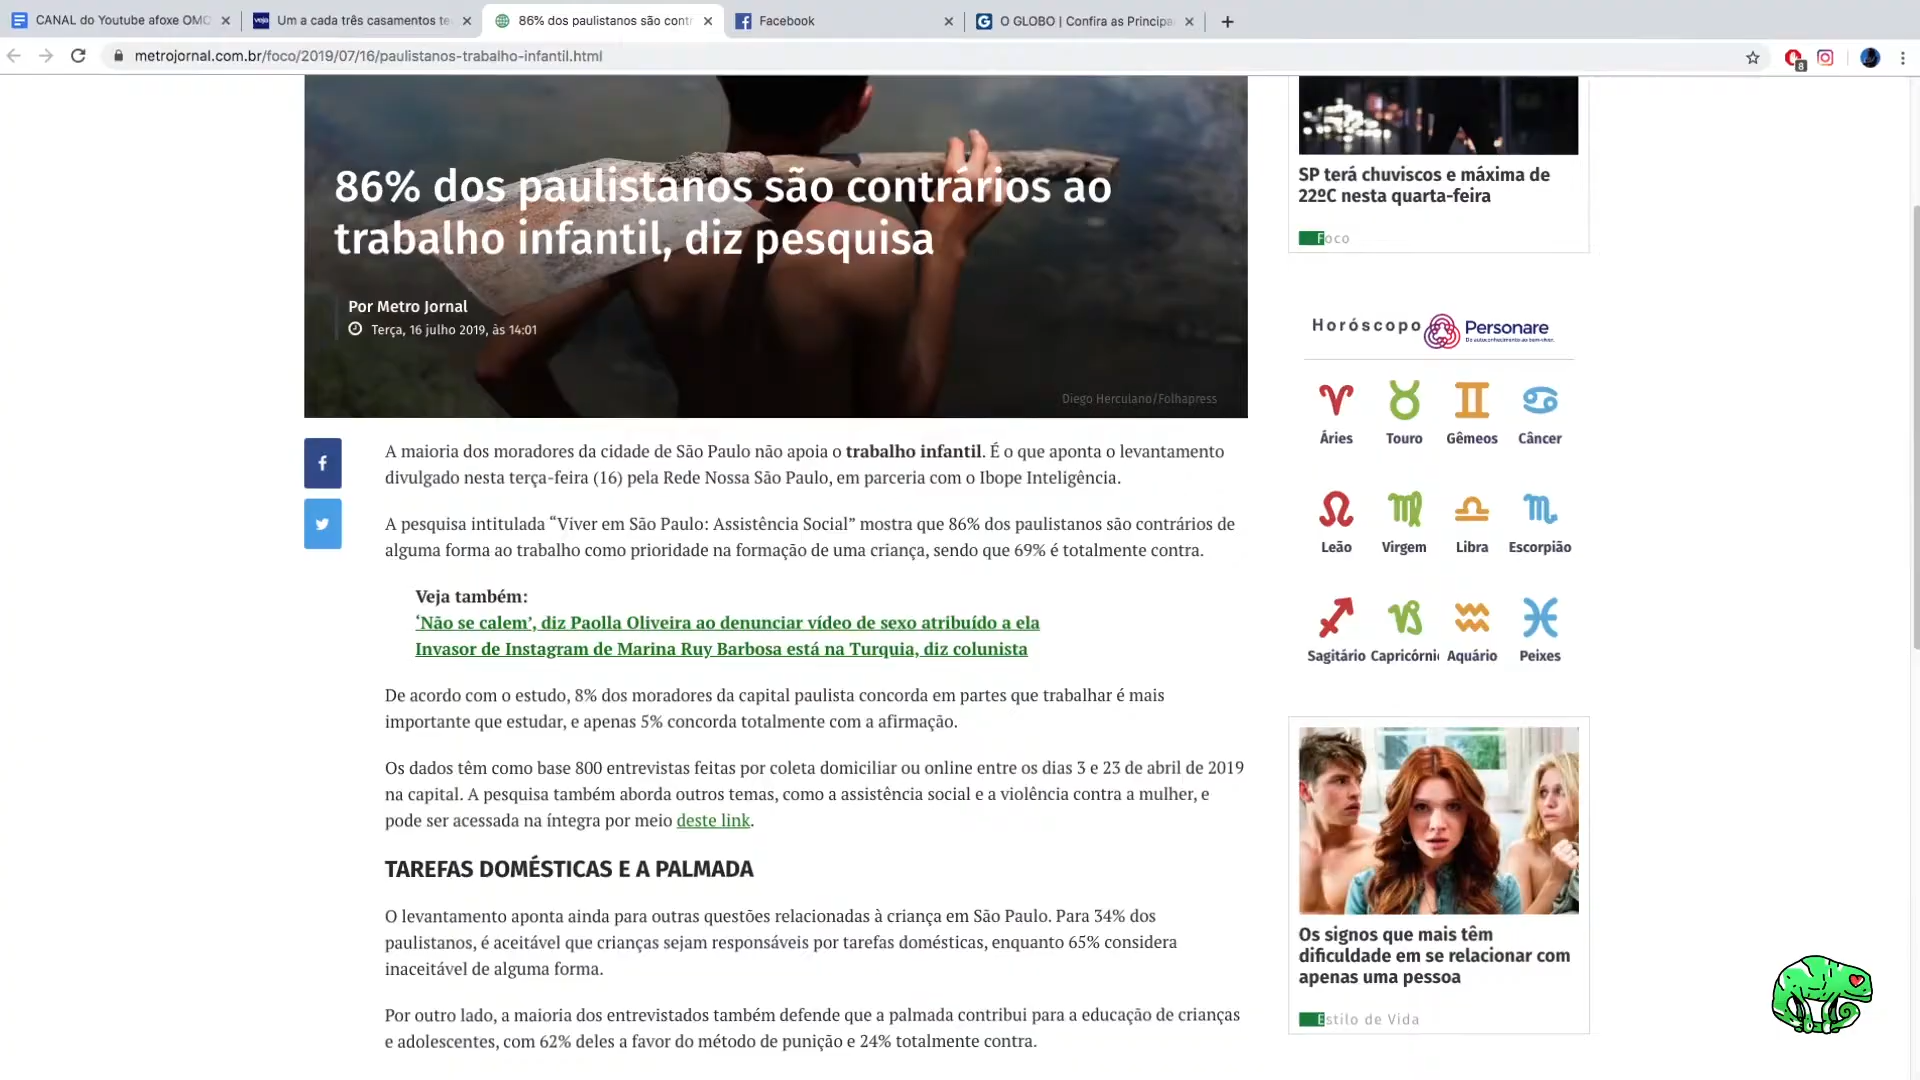 CANAL do Youtube afoxe OMO
Um a cada três casamentos te
86% dos paulistanos são contr
Facebook
O GLOBO | Confira as Principa
metrojornal.com.br/foco/2019/07/16/paulistanos-trabalho-infantil.html
8
86% dos paulistanos são contrários ao
trabalho infantil, diz pesquisa
Por Metro Jornal
Terça, 16 julho 2019, às 14:01
Diego Herculano/Folhapress
A maioria dos moradores da cidade de São Paulo não apoia o trabalho infantil. É o que aponta o levantamento
divulgado nesta terça-feira (16) pela Rede Nossa São Paulo, em parceria com o Ibope Inteligência.
A pesquisa intitulada “Viver em São Paulo: Assistência Social” mostra que 86% dos paulistanos são contrários de
alguma forma ao trabalho como prioridade na formação de uma criança, sendo que 69% é totalmente contra.
Veja também:
‘Não se calem’, diz Paolla Oliveira ao denunciar vídeo de sexo atribuído a ela
Invasor de Instagram de Marina Ruy Barbosa está na Turquia, diz colunista
De acordo com o estudo, 8% dos moradores da capital paulista concorda em partes que trabalhar é mais
importante que estudar, e apenas 5% concorda totalmente com a afirmação.
Os dados têm como base 800 entrevistas feitas por coleta domiciliar ou online entre os dias 3 e 23 de abril de 2019
na capital. A pesquisa também aborda outros temas, como a assistência social e a violência contra a mulher, e
pode ser acessada na íntegra por meio deste link.
TAREFAS DOMÉSTICAS E A PALMADA
O levantamento aponta ainda para outras questões relacionadas à criança em São Paulo. Para 34% dos
paulistanos, é aceitável que crianças sejam responsáveis por tarefas domésticas, enquanto 65% considera
inaceitável de alguma forma.
Por outro lado, a maioria dos entrevistados também defende que a palmada contribui para a educação de crianças
e adolescentes, com 62% deles a favor do método de punição e 24% totalmente contra.
SP terá chuviscos e máxima de
22ºC nesta quarta-feira
Foco
Horóscopo Personare
Do autoconhecimento ao bem-viver.
Áries Touro Gêmeos Câncer
Leão Virgem Libra Escorpião
Sagitário Capricórni Aquário Peixes
Os signos que mais têm
dificuldade em se relacionar com
apenas uma pessoa
Estilo de Vida